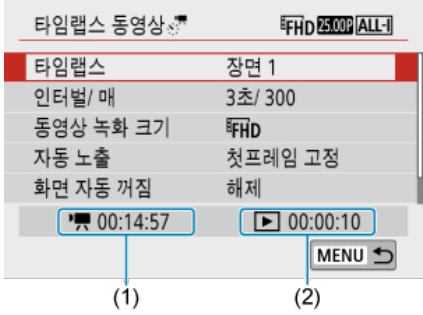 타임랩스 동영상 FHD 25.00P ALL-I
타임랩스 장면 1
인터벌/ 매 3초/ 300
동영상 녹화 크기 FHD
자동 노출 첫프레임 고정
화면 자동 꺼짐 해제
00:14:57 00:00:10
MENU
(1) (2)